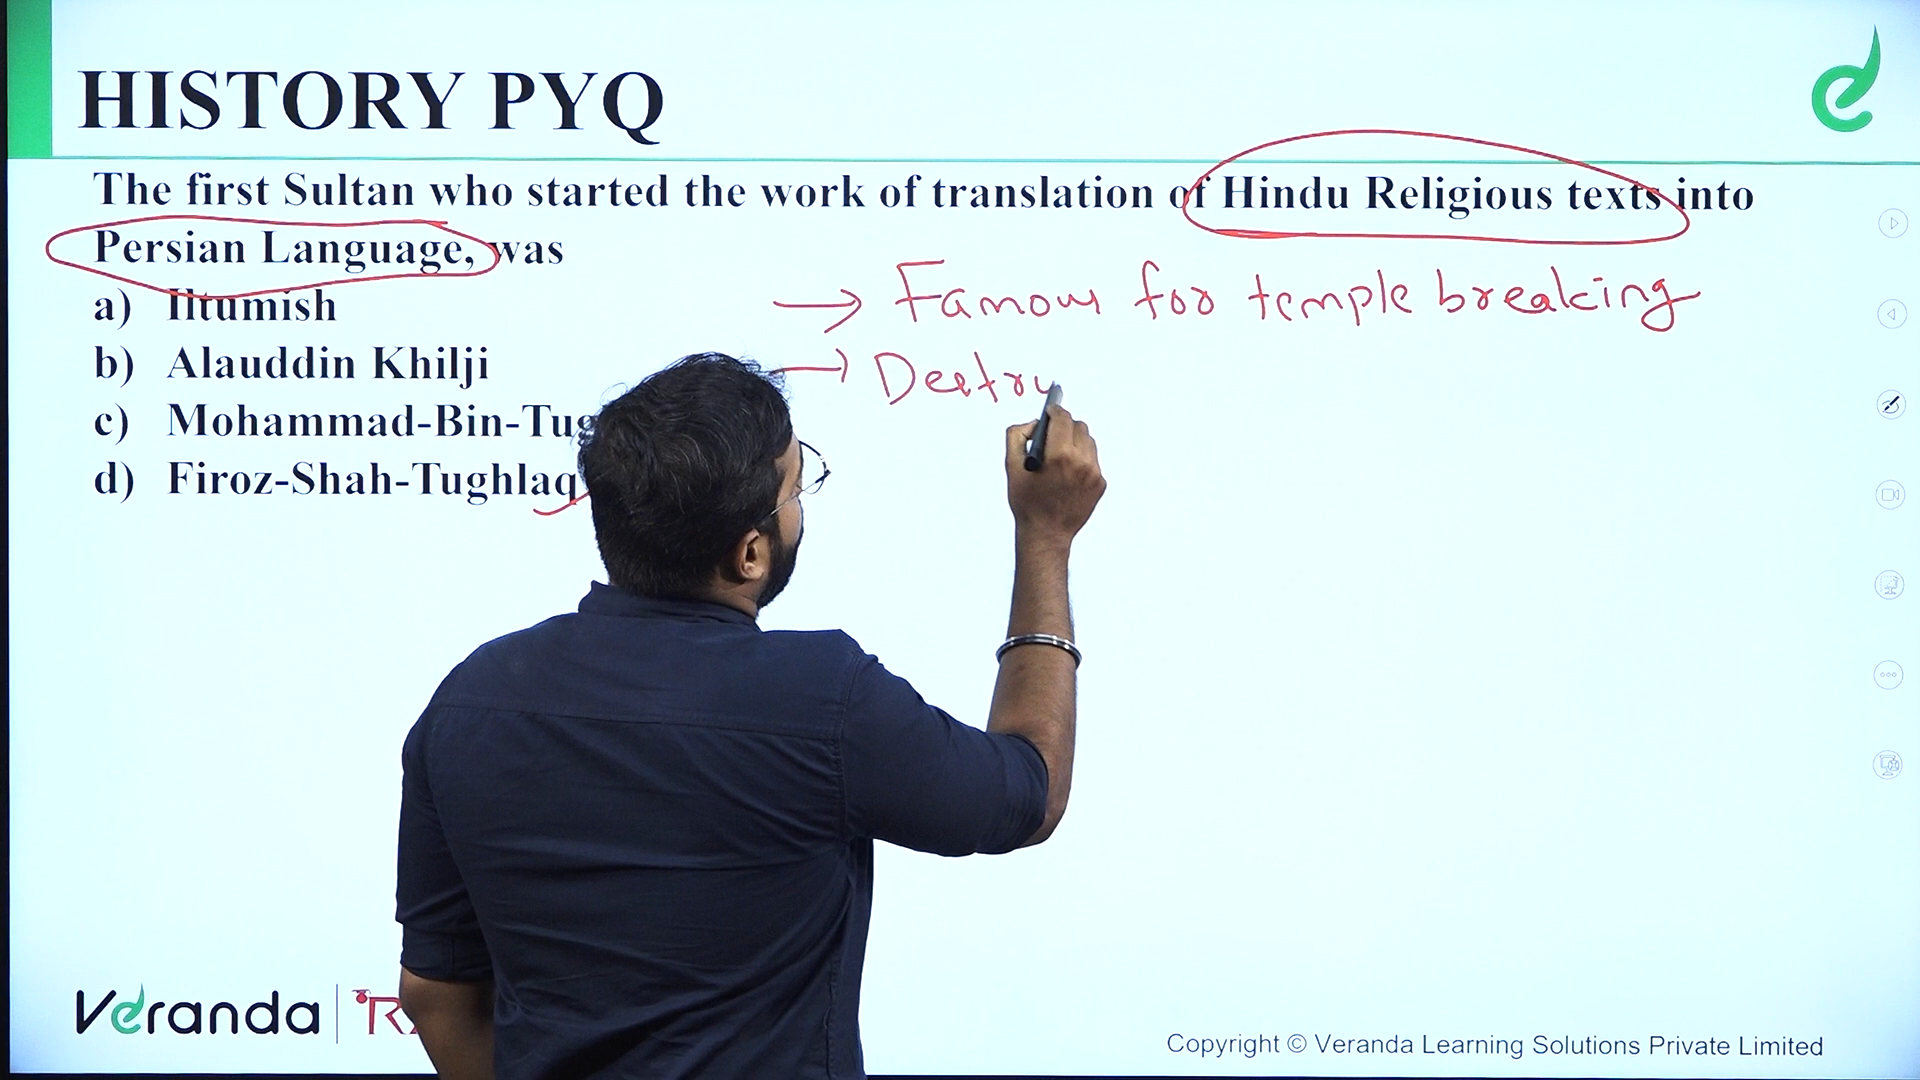 HISTORY PYQ
The first Sultan who started the work of translation of Hindu Religious texts into
Persian Language, was
a) Iltumish
→ Famous for temple breaking
b) Alauddin Khilji
→ Destry
c) Mohammad-Bin-Tug
d) Firoz-Shah-Tughlaq
Veranda
Copyright © Veranda Learning Solutions Private Limited